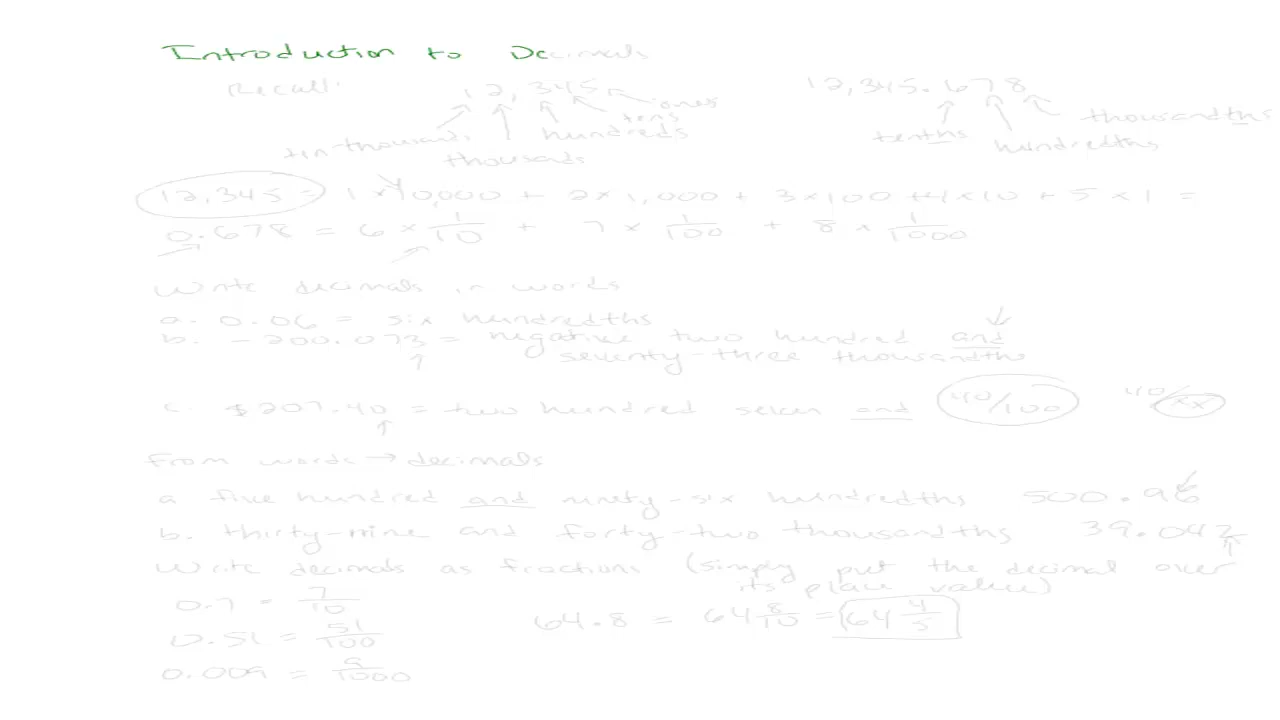 Introduction to Decimals
Recall: 12,345 12,345.678
ones
tens
hundreds
thousands
ten-thousands
tenths hundredths thousandths
12,345 = 1 × 10,000 + 2 × 1,000 + 3 × 100 + 4 × 10 + 5 × 1 =
0.678 = 6 × 1/10 + 7 × 1/100 + 8 × 1/1000
Write decimals in words
a. 0.06 = six hundredths
b. -200.073 = negative two hundred and
seventy-three thousandths
c. $207.40 = two hundred seven and 40/100 40/xx
From words → decimals
a five hundred and ninety-six hundredths 500.96
b. thirty-nine and forty-two thousandths 39.042
Write decimals as fractions (simply put the decimal over
its place value)
0.7 = 7/10
64.8 = 64 8/10 = 64 4/5
0.51 = 51/100
0.009 = 9/1000